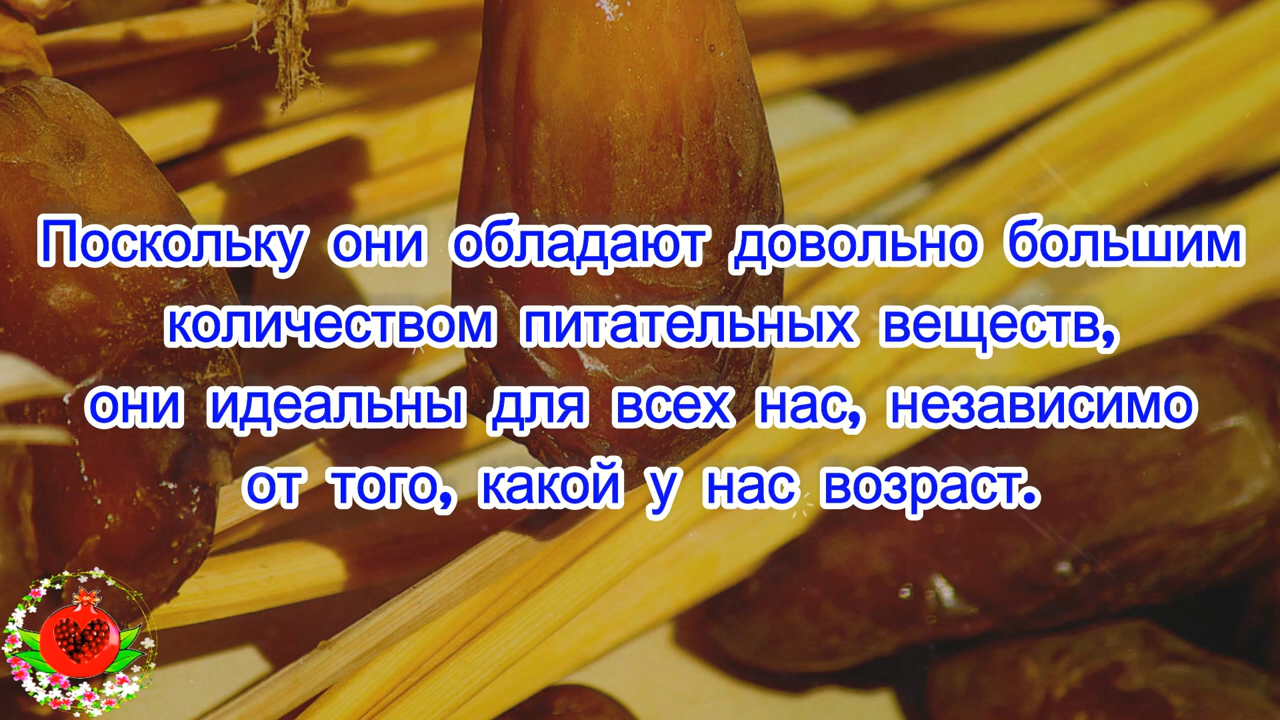 Поскольку они обладают довольно большим
количеством питательных веществ,
они идеальны для всех нас, независимо
от того, какой у нас возраст.